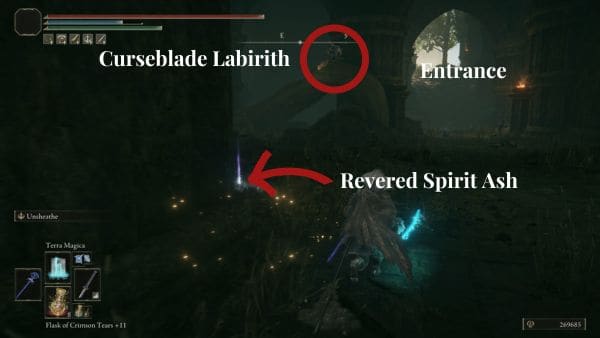 E
S
Curseblade Labirith
Entrance
Revered Spirit Ash
Unsheathe
Terra Magica
Flask of Crimson Tears +11
269685